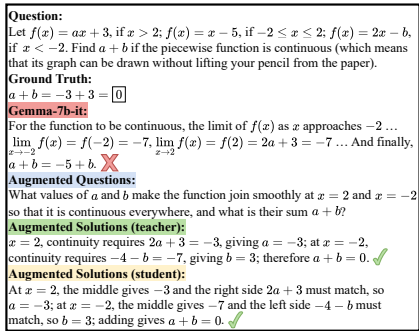 Question:
Let f(x) = ax + 3, if x > 2; f(x) = x − 5, if −2 ≤ x ≤ 2; f(x) = 2x − b,
if x < −2. Find a + b if the piecewise function is continuous (which means
that its graph can be drawn without lifting your pencil from the paper).
Ground Truth:
a + b = −3 + 3 = 0
Gemma-7b-it:
For the function to be continuous, the limit of f(x) as x approaches −2 ...
lim x→−2 f(x) = f(−2) = −7, lim x→2 f(x) = f(2) = 2a + 3 = −7 ... And finally,
a + b = −5 + b. ✗
Augmented Questions:
What values of a and b make the function join smoothly at x = 2 and x = −2
so that it is continuous everywhere, and what is their sum a + b?
Augmented Solutions (teacher):
x = 2, continuity requires 2a + 3 = −3, giving a = −3; at x = −2,
continuity requires −4 − b = −7, giving b = 3; therefore a + b = 0. ✓
Augmented Solutions (student):
At x = 2, the middle gives −3 and the right side 2a + 3 must match, so
a = −3; at x = −2, the middle gives −7 and the left side −4 − b must
match, so b = 3; adding gives a + b = 0. ✓